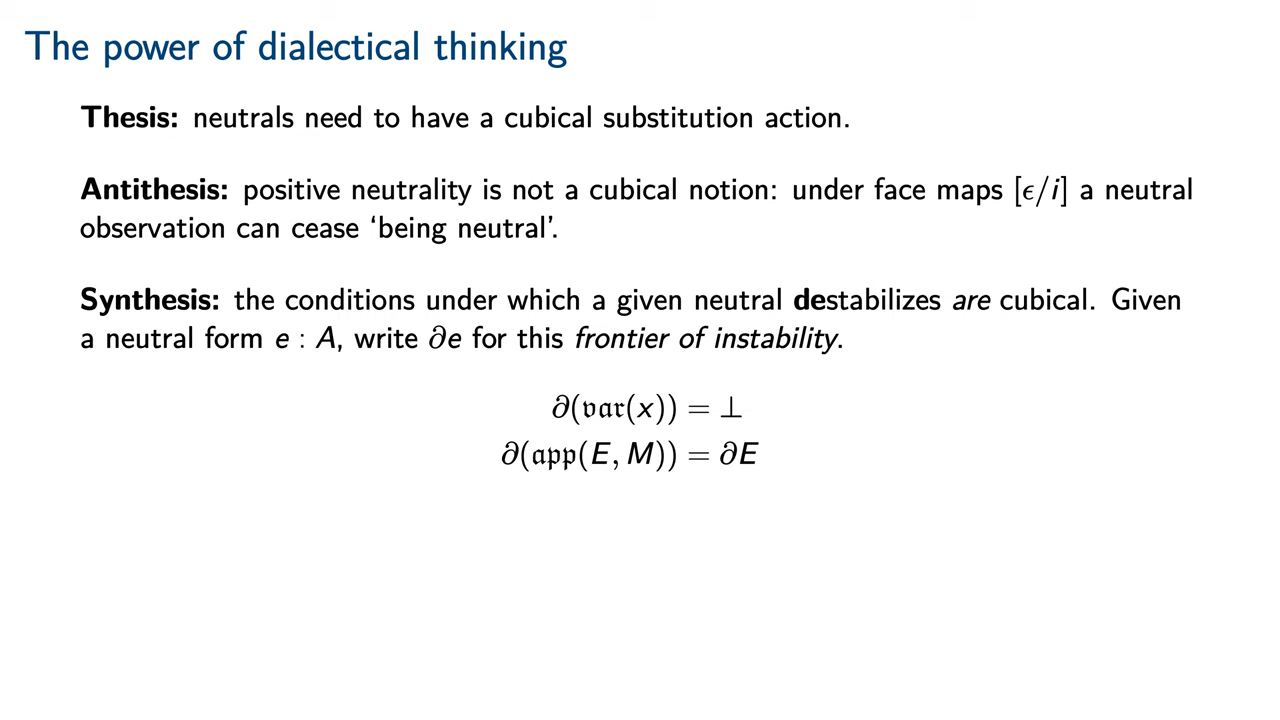 The power of dialectical thinking
Thesis: neutrals need to have a cubical substitution action.
Antithesis: positive neutrality is not a cubical notion: under face maps [ϵ/i] a neutral
observation can cease ‘being neutral’.
Synthesis: the conditions under which a given neutral destabilizes are cubical. Given
a neutral form e : A, write ∂e for this frontier of instability.
∂(𝔳𝔞𝔯(x)) = ⊥
∂(𝔞𝔭𝔭(E, M)) = ∂E